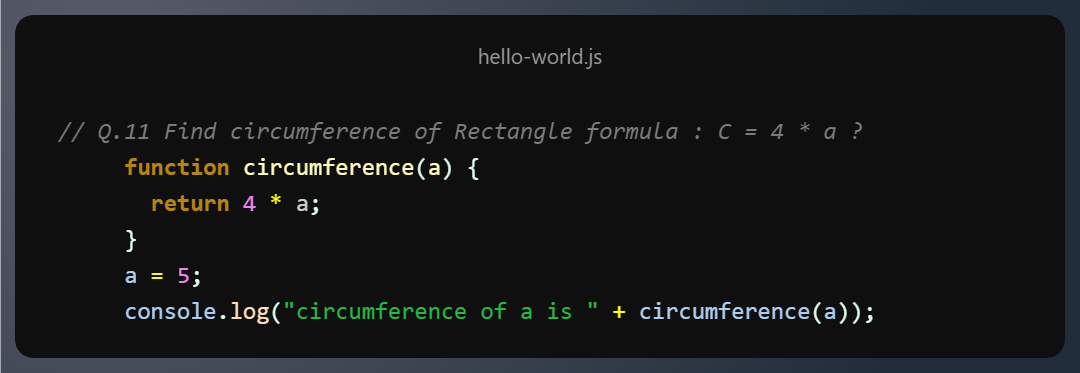 hello-world.js
// Q.11 Find circumference of Rectangle formula : C = 4 * a ?
function circumference(a) {
return 4 * a;
}
a = 5;
console.log("circumference of a is " + circumference(a));